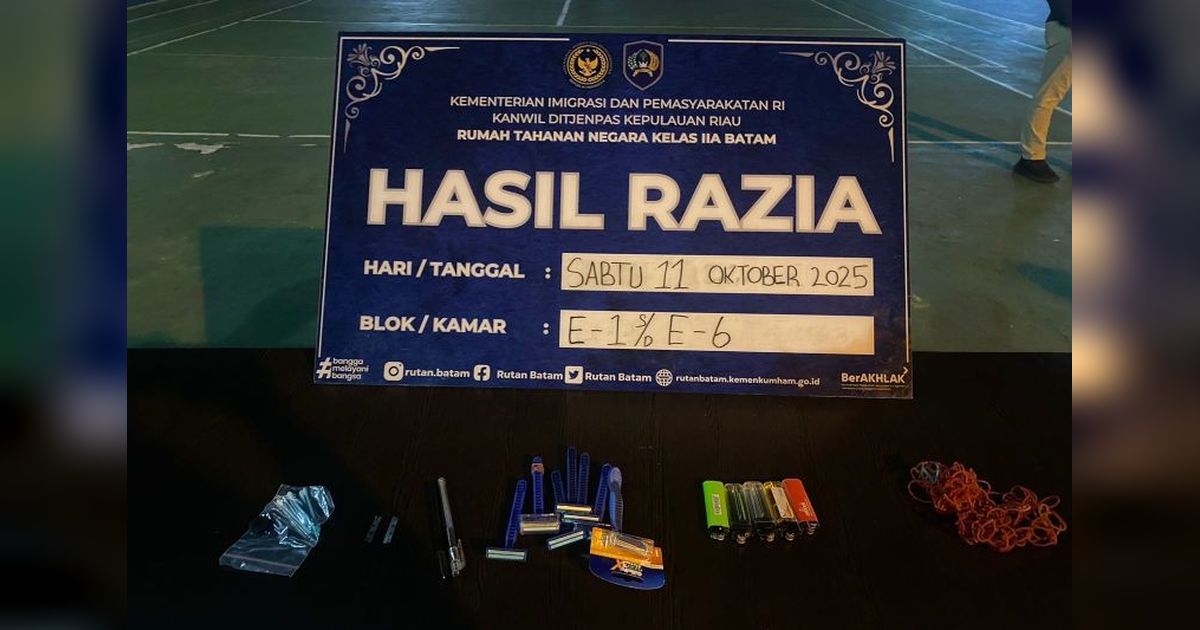 KEMENTERIAN IMIGRASI DAN PEMASYARAKATAN RI
KANWIL DITJENPAS KEPULAUAN RIAU
RUMAH TAHANAN NEGARA KELAS IIA BATAM
HASIL RAZIA
HARI / TANGGAL : SABTU 11 OKTOBER 2025
BLOK / KAMAR : E-1 s/D E-6
#bangga melayani bangsa rutan.batam Rutan Batam Rutan Batam rutanbatam.kemenkumham.go.id BerAKHLAK